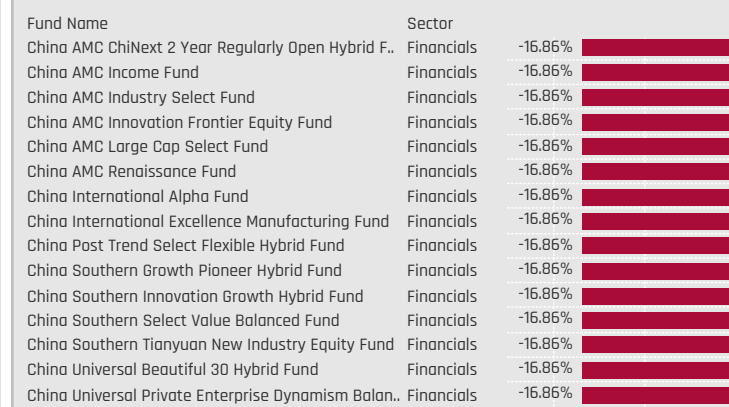 Fund Name Sector
China AMC ChiNext 2 Year Regularly Open Hybrid F.. Financials -16.86%
China AMC Income Fund Financials -16.86%
China AMC Industry Select Fund Financials -16.86%
China AMC Innovation Frontier Equity Fund Financials -16.86%
China AMC Large Cap Select Fund Financials -16.86%
China AMC Renaissance Fund Financials -16.86%
China International Alpha Fund Financials -16.86%
China International Excellence Manufacturing Fund Financials -16.86%
China Post Trend Select Flexible Hybrid Fund Financials -16.86%
China Southern Growth Pioneer Hybrid Fund Financials -16.86%
China Southern Innovation Growth Hybrid Fund Financials -16.86%
China Southern Select Value Balanced Fund Financials -16.86%
China Southern Tianyuan New Industry Equity Fund Financials -16.86%
China Universal Beautiful 30 Hybrid Fund Financials -16.86%
China Universal Private Enterprise Dynamism Balan.. Financials -16.86%